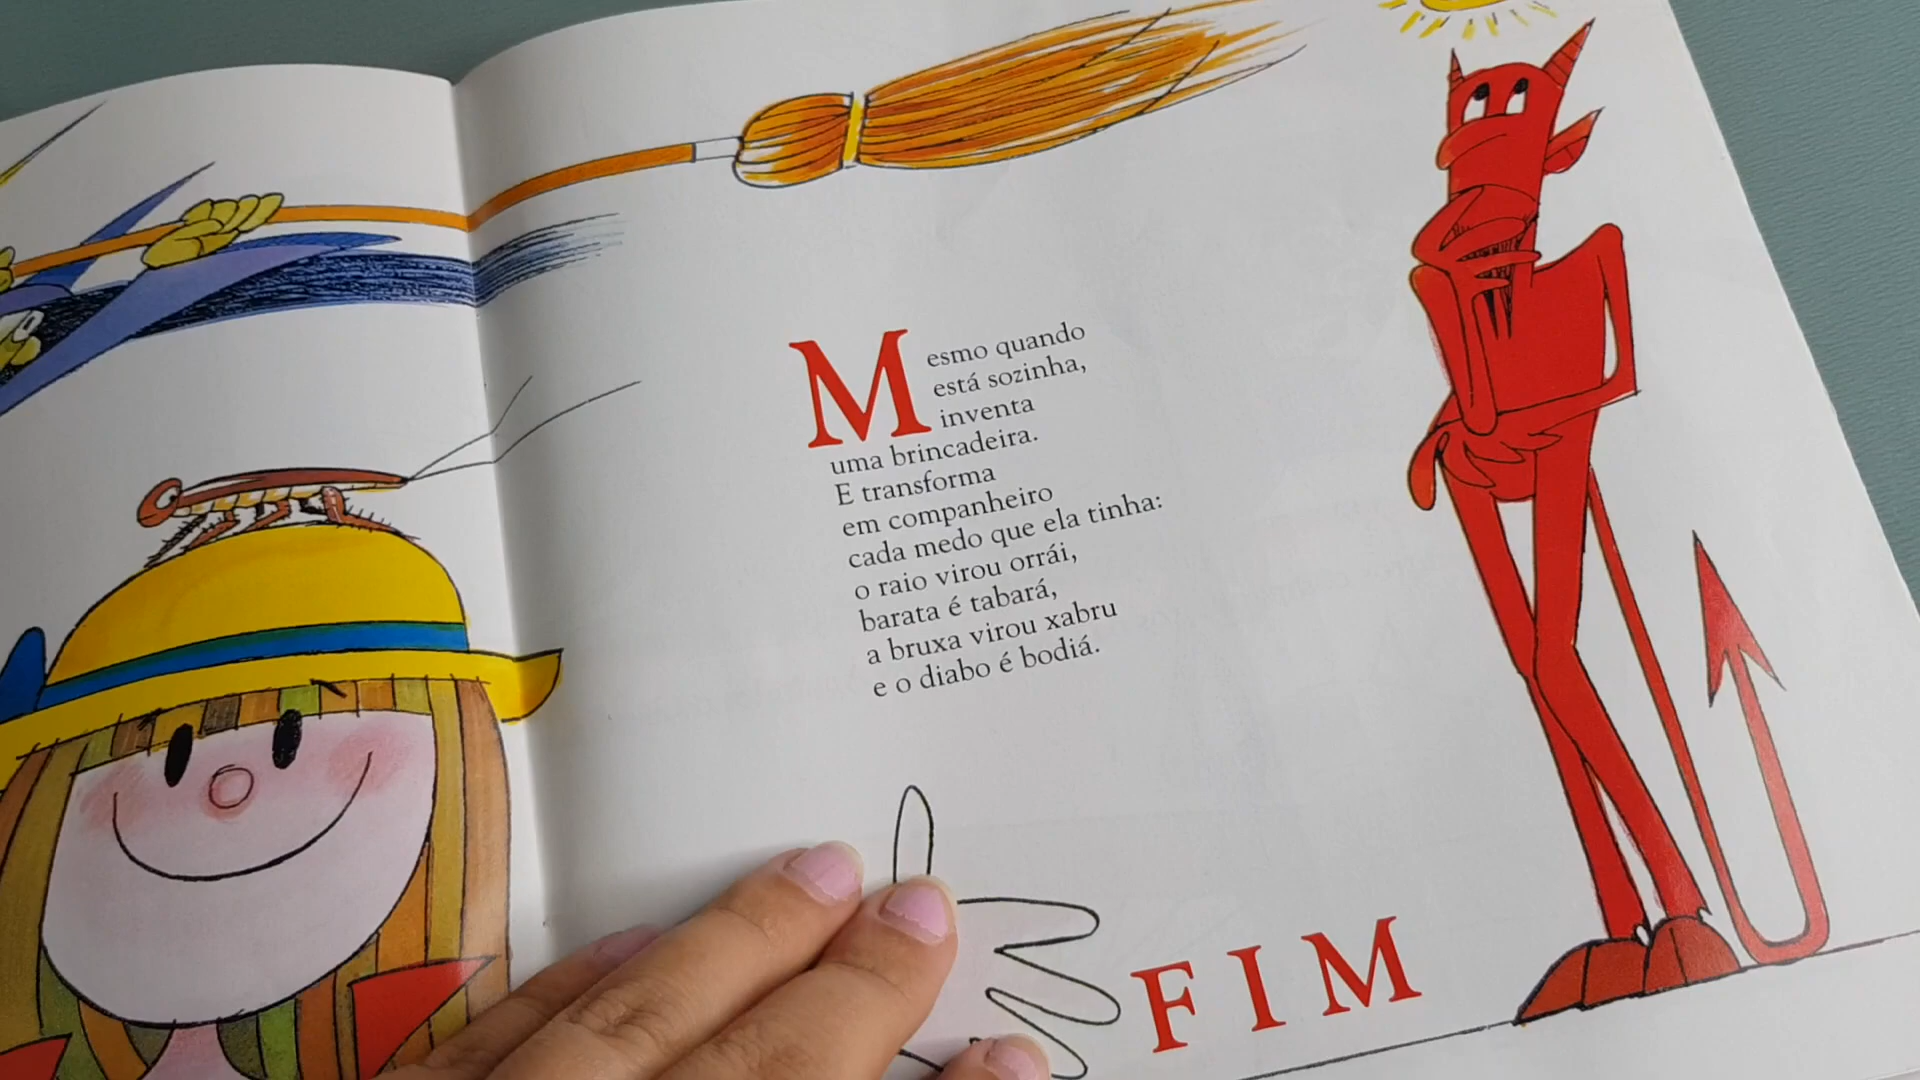 Mesmo quando
está sozinha,
inventa
uma brincadeira.
E transforma
em companheiro
cada medo que ela tinha:
o raio virou orrái,
barata é tabará,
a bruxa virou xabru
e o diabo é bodiá.
FIM